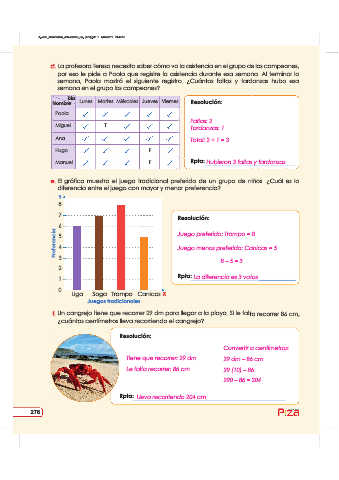 d. La profesora Teresa necesita saber cómo va la asistencia en el grupo de los campeones,
por eso le pide a Paola que registre la asistencia durante esa semana. Al terminar la
semana, Paola mostró el siguiente registro. ¿Cuántas faltas y tardanzas hubo esa
semana en el grupo Los campeones?
Día
Nombre Lunes Martes Miércoles Jueves Viernes
Paola
Miguel T
Ana
Hugo F
Manuel F
Resolución:
Faltas: 2
Tardanzas: 1
Total: 2 + 1 = 3
Rpta: Hubieron 3 faltas y tardanzas.
e. El gráfico muestra el juego tradicional preferido de un grupo de niños. ¿Cuál es la
diferencia entre el juego con mayor y menor preferencia?
Y
8
7
6
5
4
3
2
1
0
Preferencia
Liga Soga Trompo Canicas X
Juegos tradicionales
Resolución:
Juego preferido: Trompo = 8
Juego menos preferido: Canicas = 5
8 – 5 = 3
Rpta: La diferencia es 3 votos
f. Un cangrejo tiene que recorrer 29 dm para llegar a la playa. Si le falta recorrer 86 cm,
¿cuántos centímetros lleva recorriendo el cangrejo?
Resolución:
Convertir a centímetros
Tiene que recorrer: 29 dm
29 dm – 86 cm
Le falta recorrer: 86 cm
29 (10) – 86
290 – 86 = 204
Rpta: Lleva recorriendo 204 cm
278